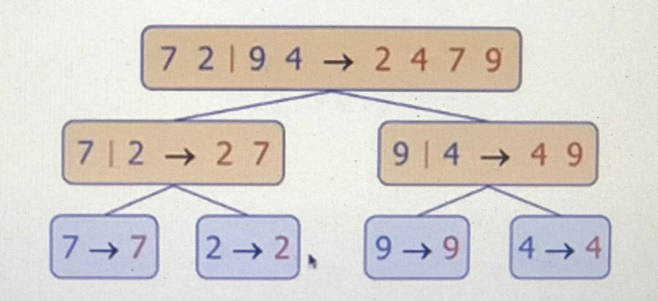 7 2 | 9 4 → 2 4 7 9
7 | 2 → 2 7
9 | 4 → 4 9
7 → 7
2 → 2
9 → 9
4 → 4